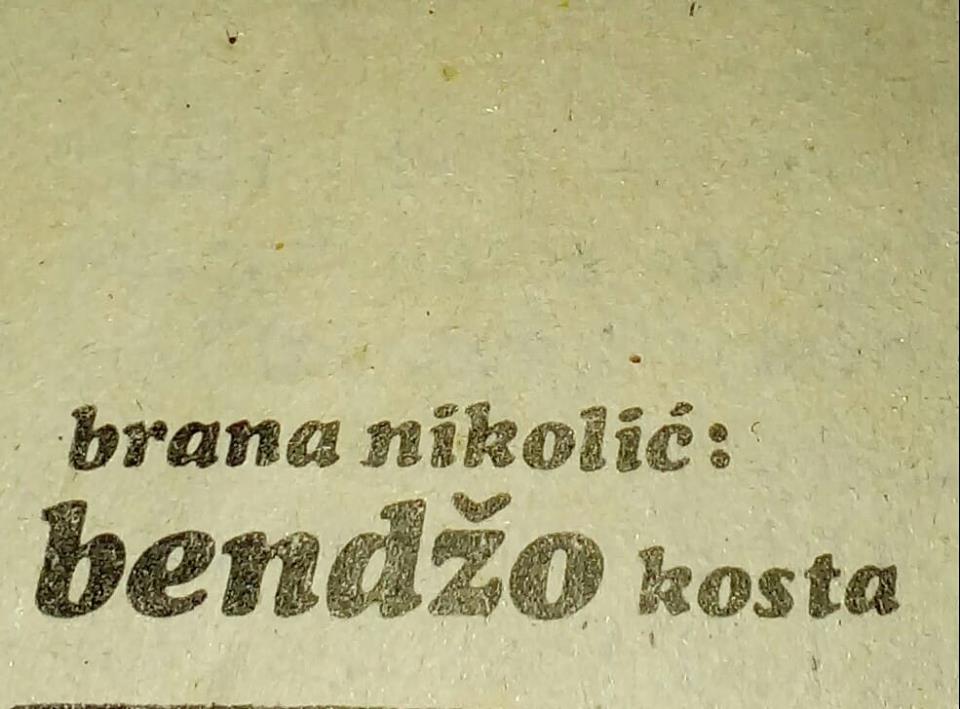 brana nikolić:
bendžo kosta